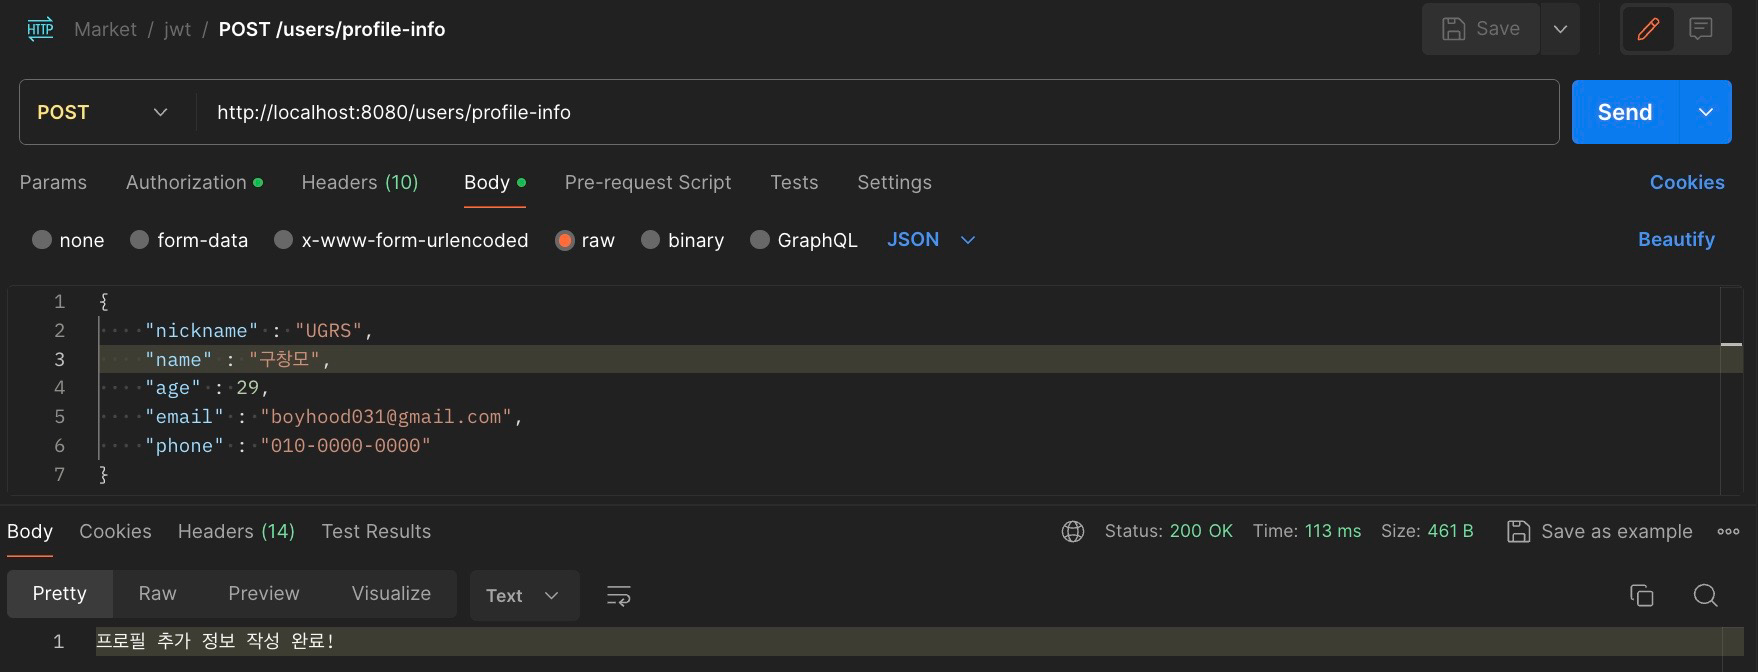 HTTP Market / jwt / POST /users/profile-info Save
POST http://localhost:8080/users/profile-info Send
Params Authorization Headers (10) Body Pre-request Script Tests Settings Cookies
none form-data x-www-form-urlencoded raw binary GraphQL JSON Beautify
1 {
2 "nickname" : "UGRS",
3 "name" : "구창모",
4 "age" : 29,
5 "email" : "boyhood031@gmail.com",
6 "phone" : "010-0000-0000"
7 }
Body Cookies Headers (14) Test Results Status: 200 OK Time: 113 ms Size: 461 B Save as example
Pretty Raw Preview Visualize Text
1 프로필 추가 정보 작성 완료!